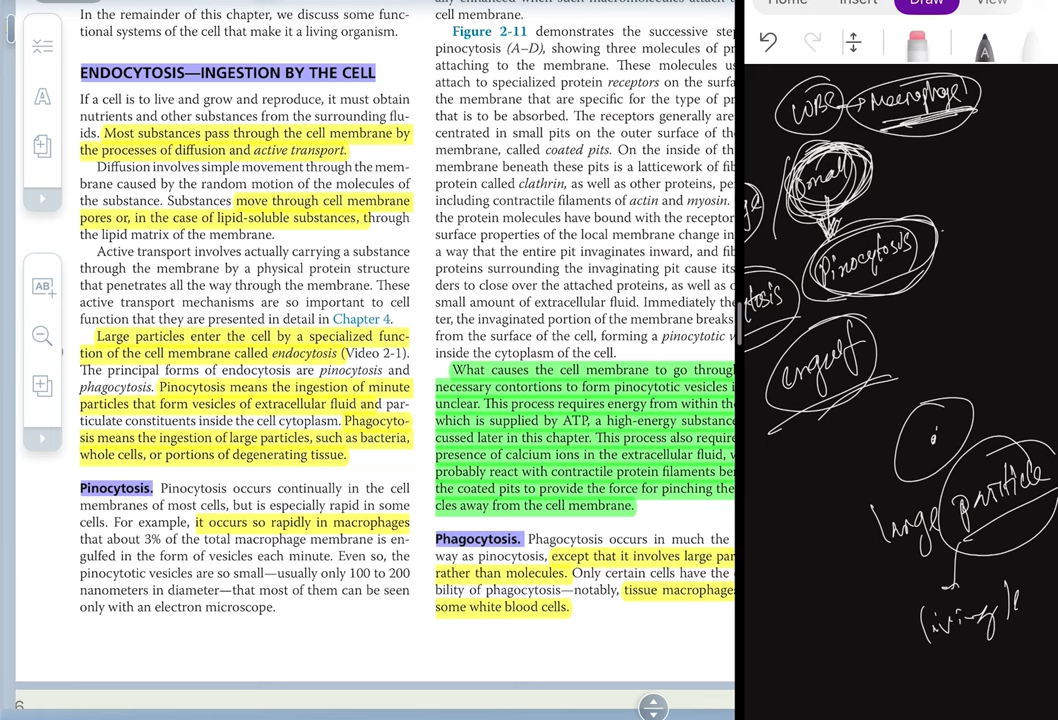 In the remainder of this chapter, we discuss some func-
tional systems of the cell that make it a living organism.
ENDOCYTOSIS—INGESTION BY THE CELL
If a cell is to live and grow and reproduce, it must obtain
nutrients and other substances from the surrounding flu-
ids. Most substances pass through the cell membrane by
the processes of diffusion and active transport.
Diffusion involves simple movement through the mem-
brane caused by the random motion of the molecules of
the substance. Substances move through cell membrane
pores or, in the case of lipid-soluble substances, through
the lipid matrix of the membrane.
Active transport involves actually carrying a substance
through the membrane by a physical protein structure
that penetrates all the way through the membrane. These
active transport mechanisms are so important to cell
function that they are presented in detail in Chapter 4.
Large particles enter the cell by a specialized func-
tion of the cell membrane called endocytosis (Video 2-1).
The principal forms of endocytosis are pinocytosis and
phagocytosis. Pinocytosis means the ingestion of minute
particles that form vesicles of extracellular fluid and par-
ticulate constituents inside the cell cytoplasm. Phagocyto-
sis means the ingestion of large particles, such as bacteria,
whole cells, or portions of degenerating tissue.
Pinocytosis. Pinocytosis occurs continually in the cell
membranes of most cells, but is especially rapid in some
cells. For example, it occurs so rapidly in macrophages
that about 3% of the total macrophage membrane is en-
gulfed in the form of vesicles each minute. Even so, the
pinocytotic vesicles are so small—usually only 100 to 200
nanometers in diameter—that most of them can be seen
only with an electron microscope.
6
cell membrane.
Figure 2-11 demonstrates the successive step
pinocytosis (A–D), showing three molecules of pr
attaching to the membrane. These molecules us
attach to specialized protein receptors on the surfa
the membrane that are specific for the type of pr
that is to be absorbed. The receptors generally are
centrated in small pits on the outer surface of th
membrane, called coated pits. On the inside of th
membrane beneath these pits is a latticework of fib
protein called clathrin, as well as other proteins, pe
including contractile filaments of actin and myosin.
the protein molecules have bound with the receptor
surface properties of the local membrane change in
a way that the entire pit invaginates inward, and fi
proteins surrounding the invaginating pit cause its
ders to close over the attached proteins, as well as o
small amount of extracellular fluid. Immediately the
ter, the invaginated portion of the membrane breaks
from the surface of the cell, forming a pinocytotic v
inside the cytoplasm of the cell.
What causes the cell membrane to go throug
necessary contortions to form pinocytotic vesicles i
unclear. This process requires energy from within the
which is supplied by ATP, a high-energy substance
cussed later in this chapter. This process also require
presence of calcium ions in the extracellular fluid, w
probably react with contractile protein filaments ben
the coated pits to provide the force for pinching the
cles away from the cell membrane.
Phagocytosis. Phagocytosis occurs in much the
way as pinocytosis, except that it involves large par
rather than molecules. Only certain cells have the
bility of phagocytosis—notably, tissue macrophage
some white blood cells.
Home Insert Draw View
WBC → Macrophage
Small
Pinocytosis
tosis
engulf
large particle